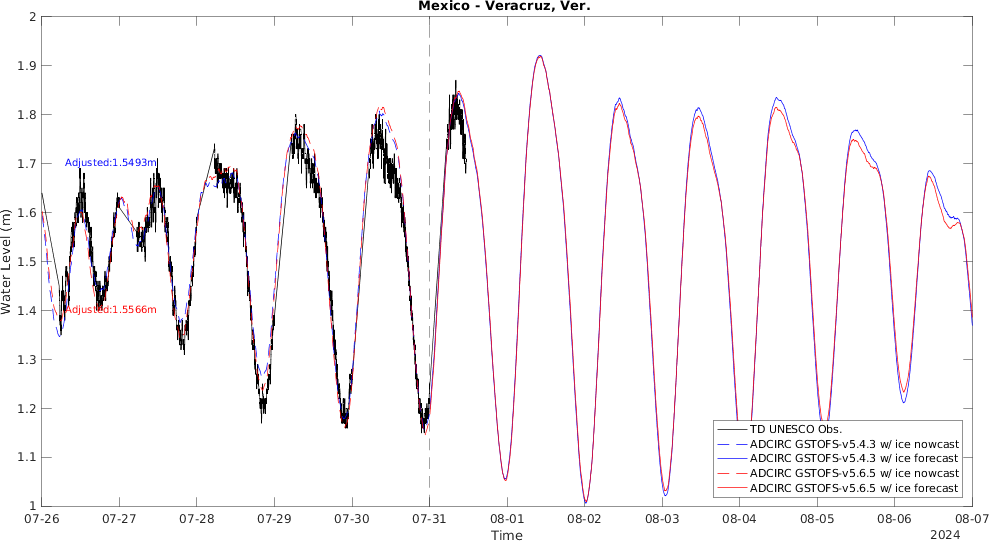 Mexico - Veracruz, Ver.
2
1.9
1.8
1.7
1.6
1.5
1.4
1.3
1.2
1.1
1
Water Level (m)
Adjusted:1.5493m
Adjusted:1.5566m
TD UNESCO Obs.
ADCIRC GSTOFS-v5.4.3 w/ ice nowcast
ADCIRC GSTOFS-v5.4.3 w/ ice forecast
ADCIRC GSTOFS-v5.6.5 w/ ice nowcast
ADCIRC GSTOFS-v5.6.5 w/ ice forecast
07-26 07-27 07-28 07-29 07-30 07-31 08-01 08-02 08-03 08-04 08-05 08-06 08-07
Time
2024